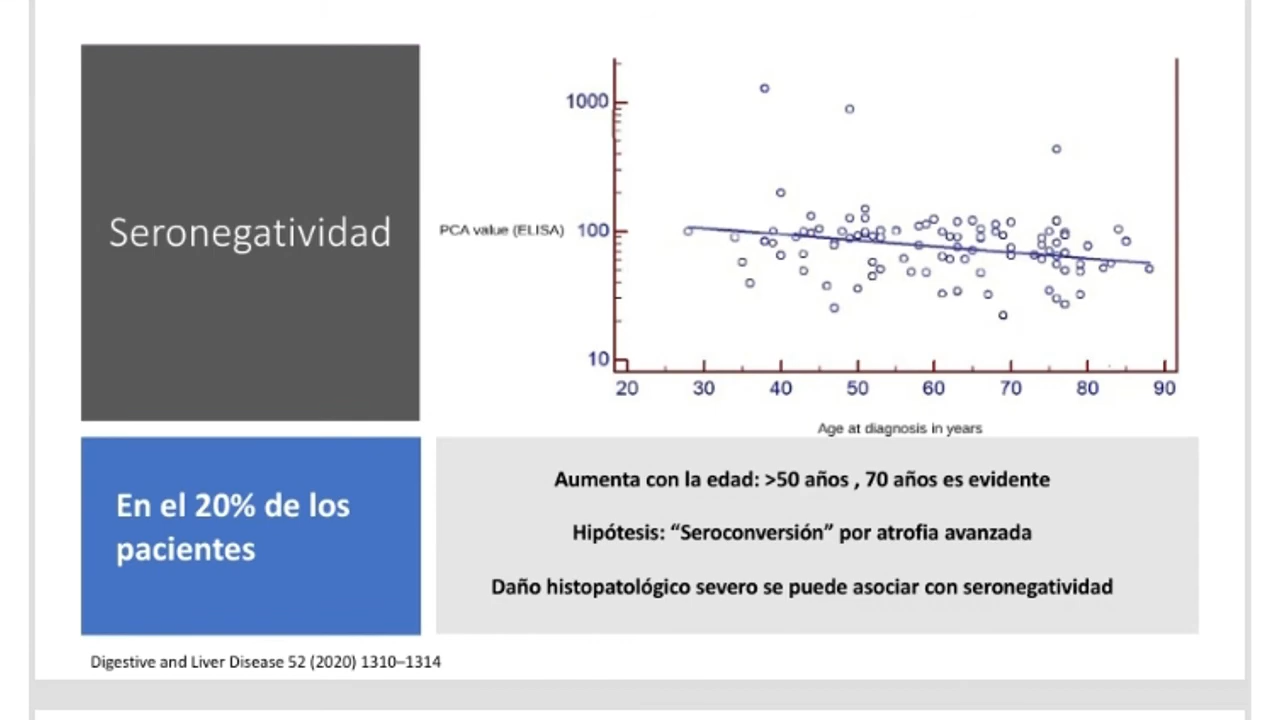 Seronegatividad
PCA value (ELISA)
1000
100
10
20 30 40 50 60 70 80 90
Age at diagnosis in years
En el 20% de los
pacientes
Aumenta con la edad: >50 años , 70 años es evidente
Hipótesis: “Seroconversión” por atrofia avanzada
Daño histopatológico severo se puede asociar con seronegatividad
Digestive and Liver Disease 52 (2020) 1310–1314